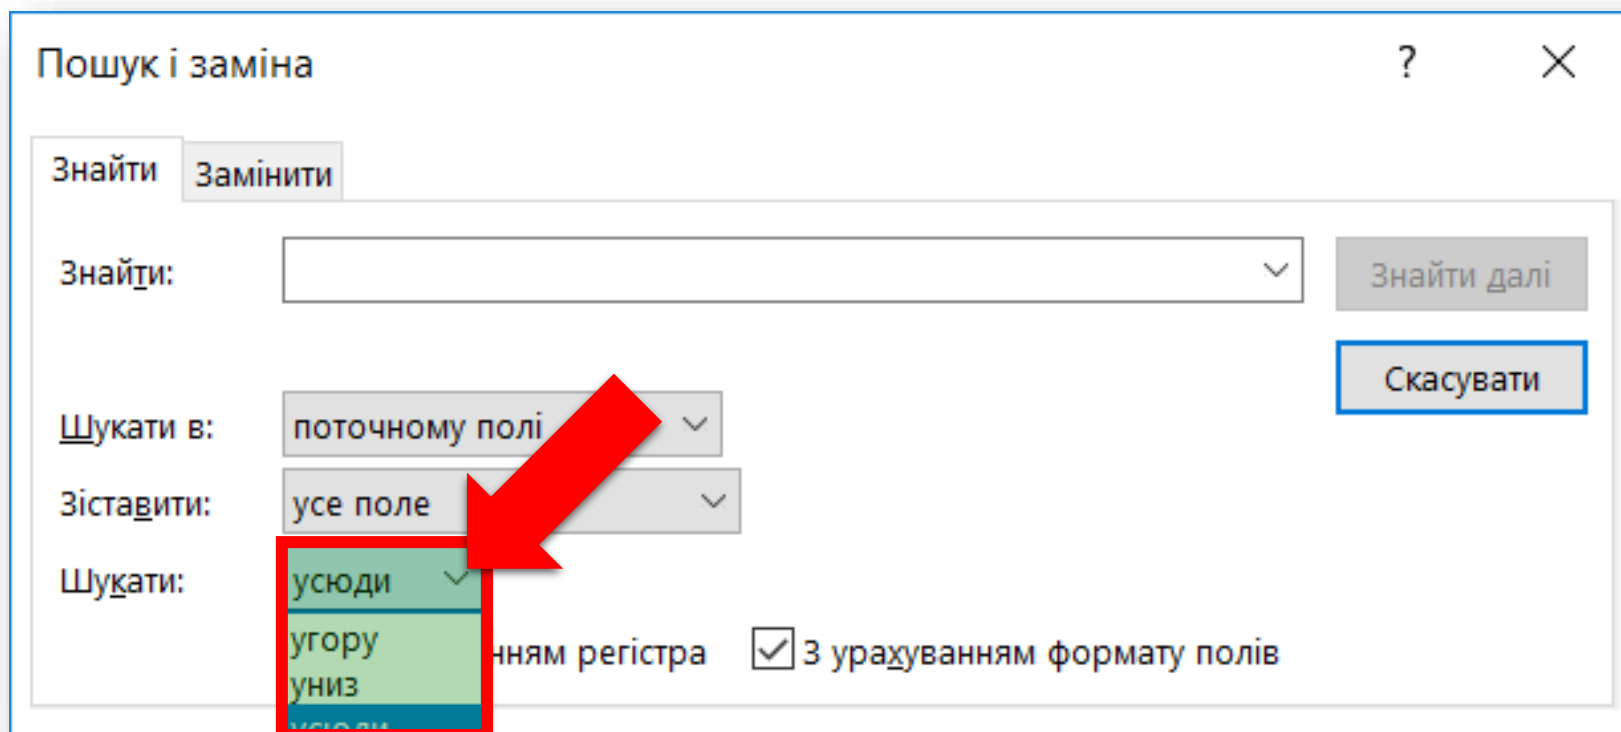 Пошук і заміна ?
Знайти Замінити
Знайти: Знайти далі
Скасувати
Шукати в: поточному полі
Зіставити: усе поле
Шукати: усюди
угору
нням регістра З урахуванням формату полів
униз
усюди